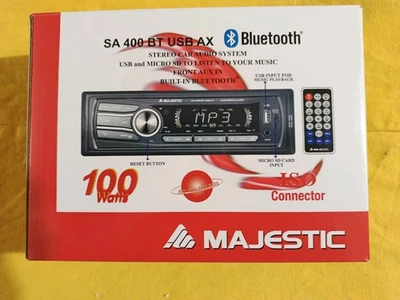 SA 400 BT USB AX Bluetooth®
STEREO CAR AUDIO SYSTEM
USB and MICRO SD TO LISTEN TO YOUR MUSIC
FRONT AUX IN
BUILT-IN BLUETOOTH®
USB INPUT FOR
MUSIC PLAYBACK
MAJESTIC
MP3
MAJESTIC
RESET BUTTON
MICRO SD CARD
INPUT
100
Watts
ISO
Connector
MAJESTIC